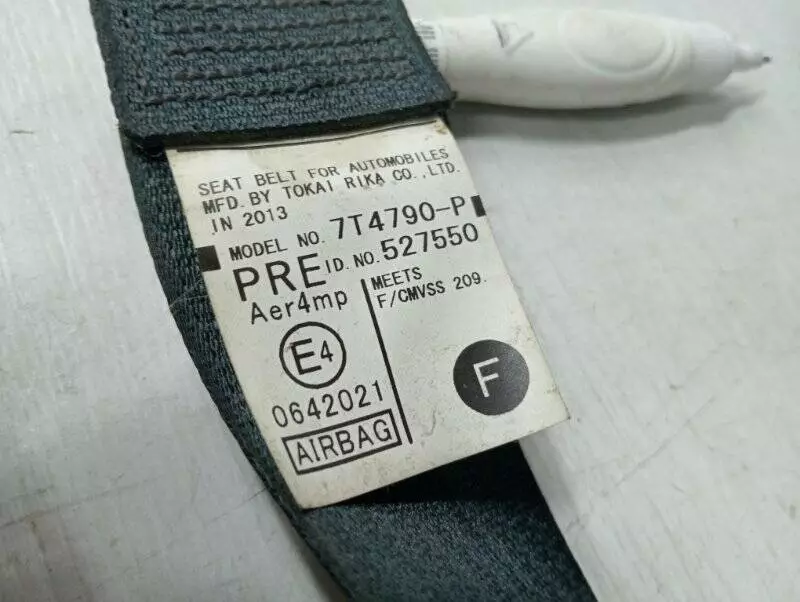 SEAT BELT FOR AUTOMOBILES
MFD. BY TOKAI RIKA CO., LTD.
IN 2013
MODEL NO. 7T4790-P
PRE ID. NO. 527550
Aer4mp
MEETS
F/CMVSS 209.
E4
F
0642021
AIRBAG